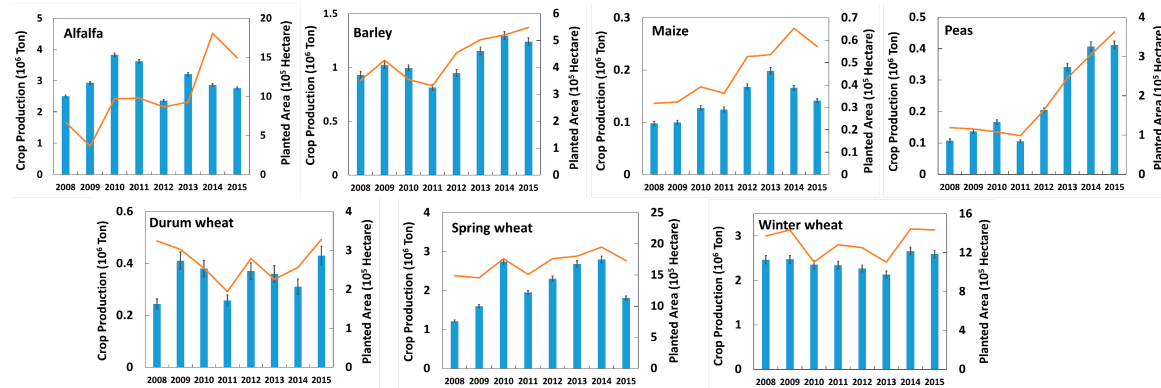 Alfalfa
Crop Production (10⁶ Ton)
5
4
3
2
1
0
20
15
10
5
0
Planted Area (10⁵ Hectare)
2008 2009 2010 2011 2012 2013 2014 2015
Barley
Crop Production (10⁶ Ton)
1.5
1
0.5
0
6
5
4
3
2
1
0
Planted Area (10⁵ Hectare)
2008 2009 2010 2011 2012 2013 2014 2015
Maize
Crop Production (10⁶ Ton)
0.3
0.2
0.1
0
0.7
0.6
0.5
0.4
0.3
0.2
0.1
0
Planted Area (10⁵ Hectare)
2008 2009 2010 2011 2012 2013 2014 2015
Peas
Crop Production (10⁶ Ton)
0.5
0.4
0.3
0.2
0.1
0
4
3
2
1
0
Planted Area (10⁵ Hectare)
2008 2009 2010 2011 2012 2013 2014 2015
Durum wheat
Crop Production (10⁶ Ton)
0.6
0.4
0.2
0
4
3
2
1
0
Planted Area (10⁵ Hectare)
2008 2009 2010 2011 2012 2013 2014 2015
Spring wheat
Crop Production (10⁶ Ton)
4
3
2
1
0
25
20
15
10
5
0
Planted Area (10⁵ Hectare)
2008 2009 2010 2011 2012 2013 2014 2015
Winter wheat
Crop Production (10⁶ Ton)
3
2
1
0
16
12
8
4
0
Planted Area (10⁵ Hectare)
2008 2009 2010 2011 2012 2013 2014 2015